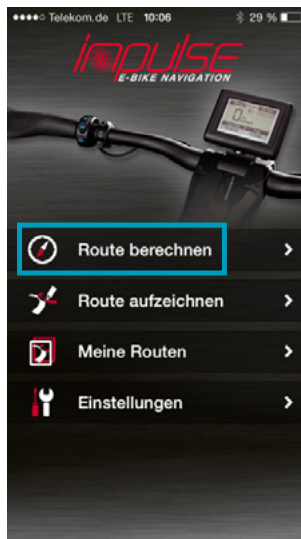 Telekom.de LTE 10:06 29 %
impulse
E-BIKE NAVIGATION
Route berechnen
Route aufzeichnen
Meine Routen
Einstellungen